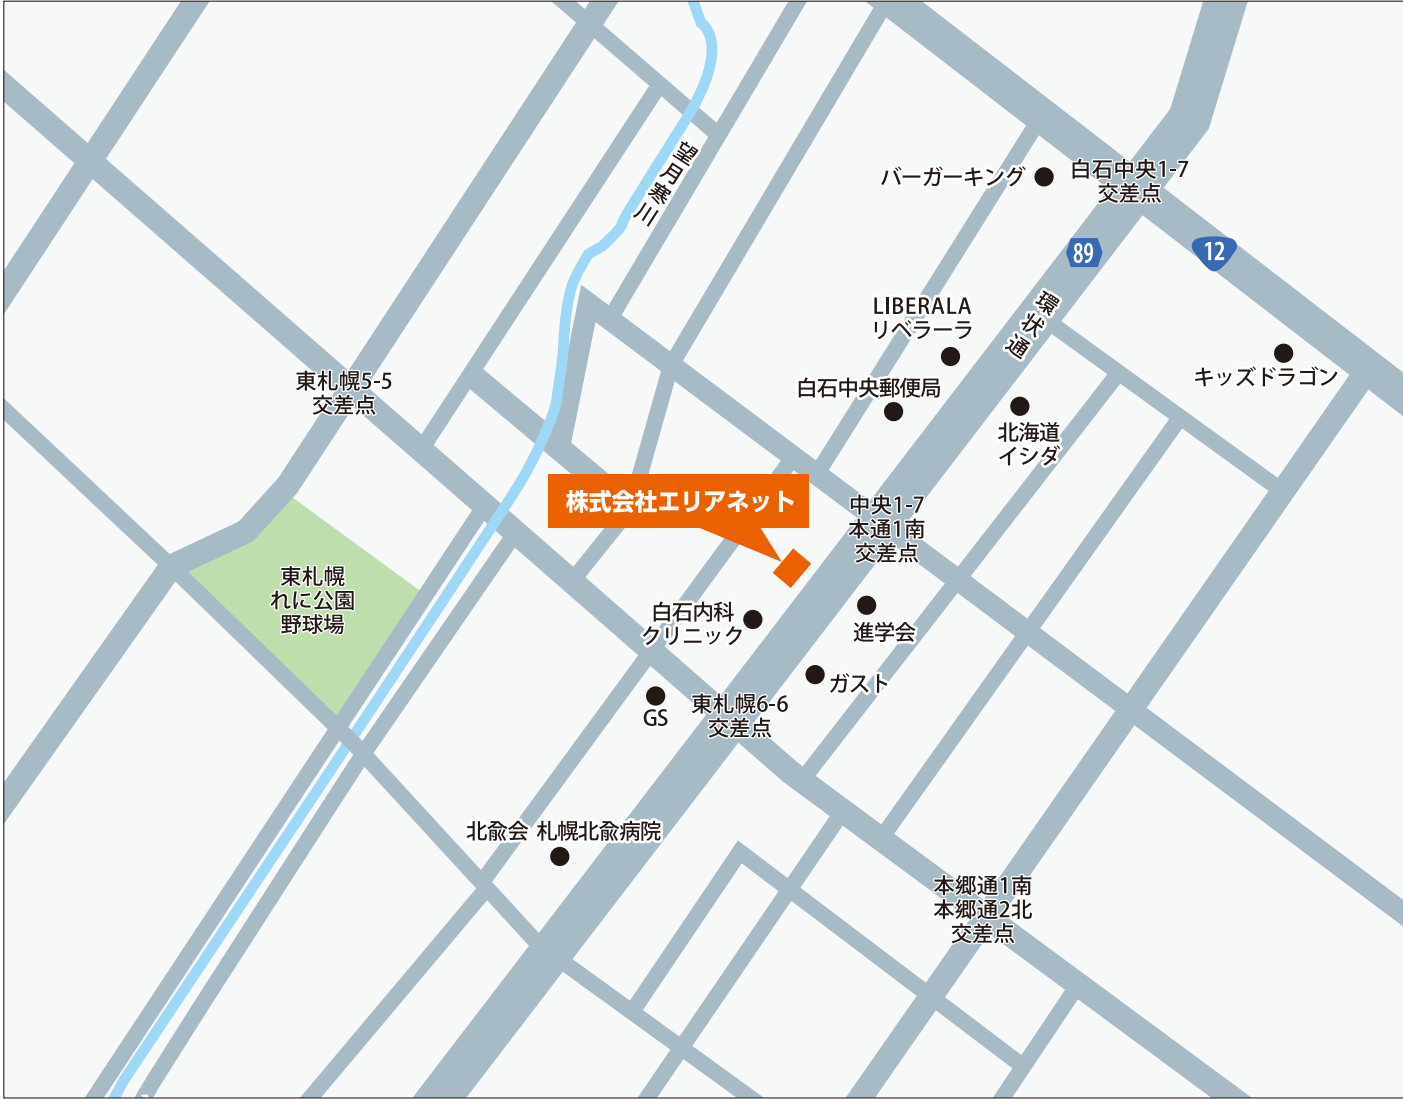 望月寒川
バーガーキング
白石中央1-7
交差点
89
12
環状通
LIBERALA
リベラーラ
キッズドラゴン
白石中央郵便局
東札幌5-5
交差点
北海道
イシダ
株式会社エリアネット
中央1-7
本通1南
交差点
東札幌
れに公園
野球場
白石内科
クリニック
進学会
ガスト
GS
東札幌6-6
交差点
北兪会 札幌北兪病院
本郷通1南
本郷通2北
交差点